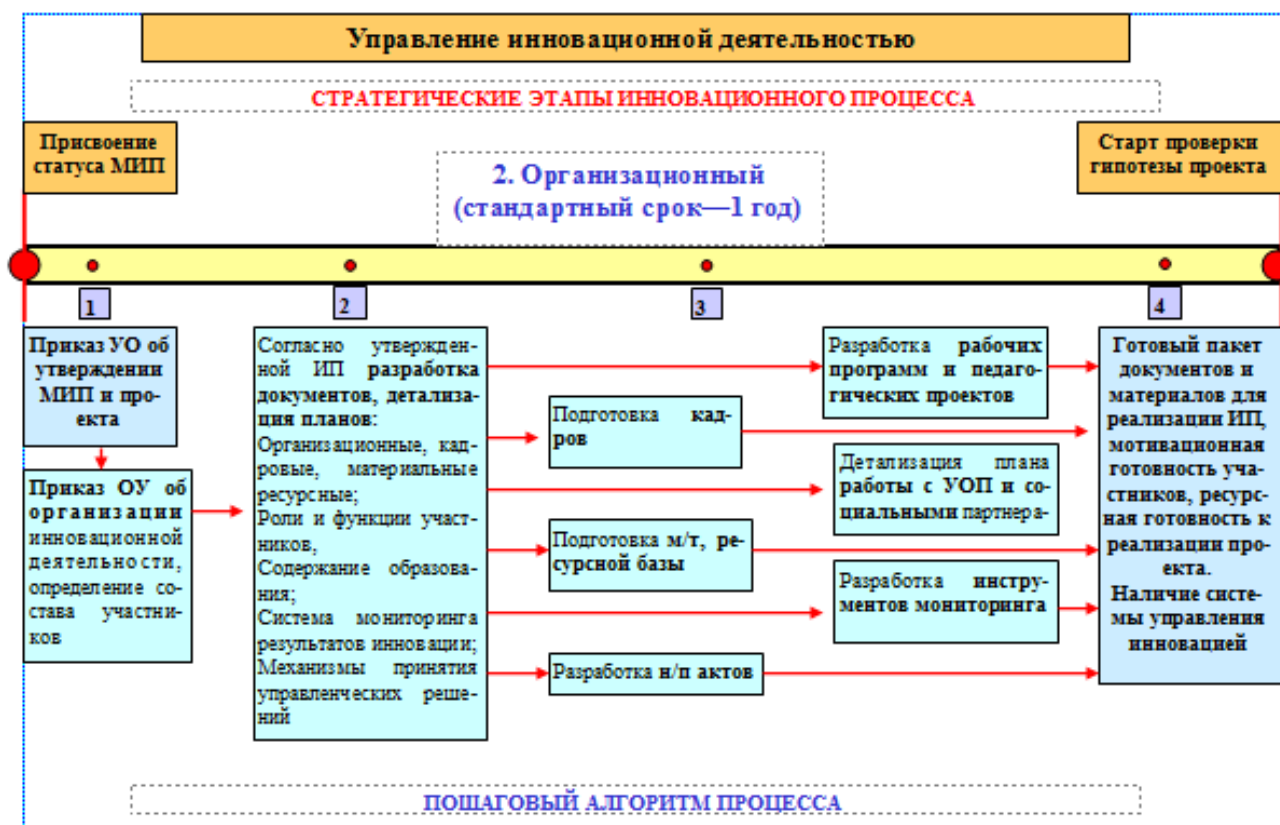 Управление инновационной деятельностью
СТРАТЕГИЧЕСКИЕ ЭТАПЫ ИННОВАЦИОННОГО ПРОЦЕССА
Присвоение
статуса МИП
2. Организационный
(стандартный срок—1 год)
Старт проверки
гипотезы проекта
1
2
3
4
Приказ УО об
утверждении
МИП и про-
екта
Приказ ОУ об
организации
инновационной
деятельности,
определение со-
става участни-
ков
Согласно утвержден-
ной ИП разработка
документов, детализа-
ция планов:
Организационные, кад-
ровые, материальные
ресурсные;
Роли и функции участ-
ников,
Содержание образова-
ния;
Система мониторинга
результатов инновации;
Механизмы принятия
управленческих реше-
ний
Подготовка кад-
ров
Подготовка м/т, ре-
сурсной базы
Разработка н/п актов
Разработка рабочих
программ и педаго-
гических проектов
Детализация плана
работы с УОП и со-
циальными партнера-
Разработка инстру-
ментов мониторинга
Готовый пакет
документов и
материалов для
реализации ИП,
мотивационная
готовность уча-
стников, ресурс-
ная готовность к
реализации про-
екта.
Наличие систе-
мы управления
инновацией
ПОШАГОВЫЙ АЛГОРИТМ ПРОЦЕССА